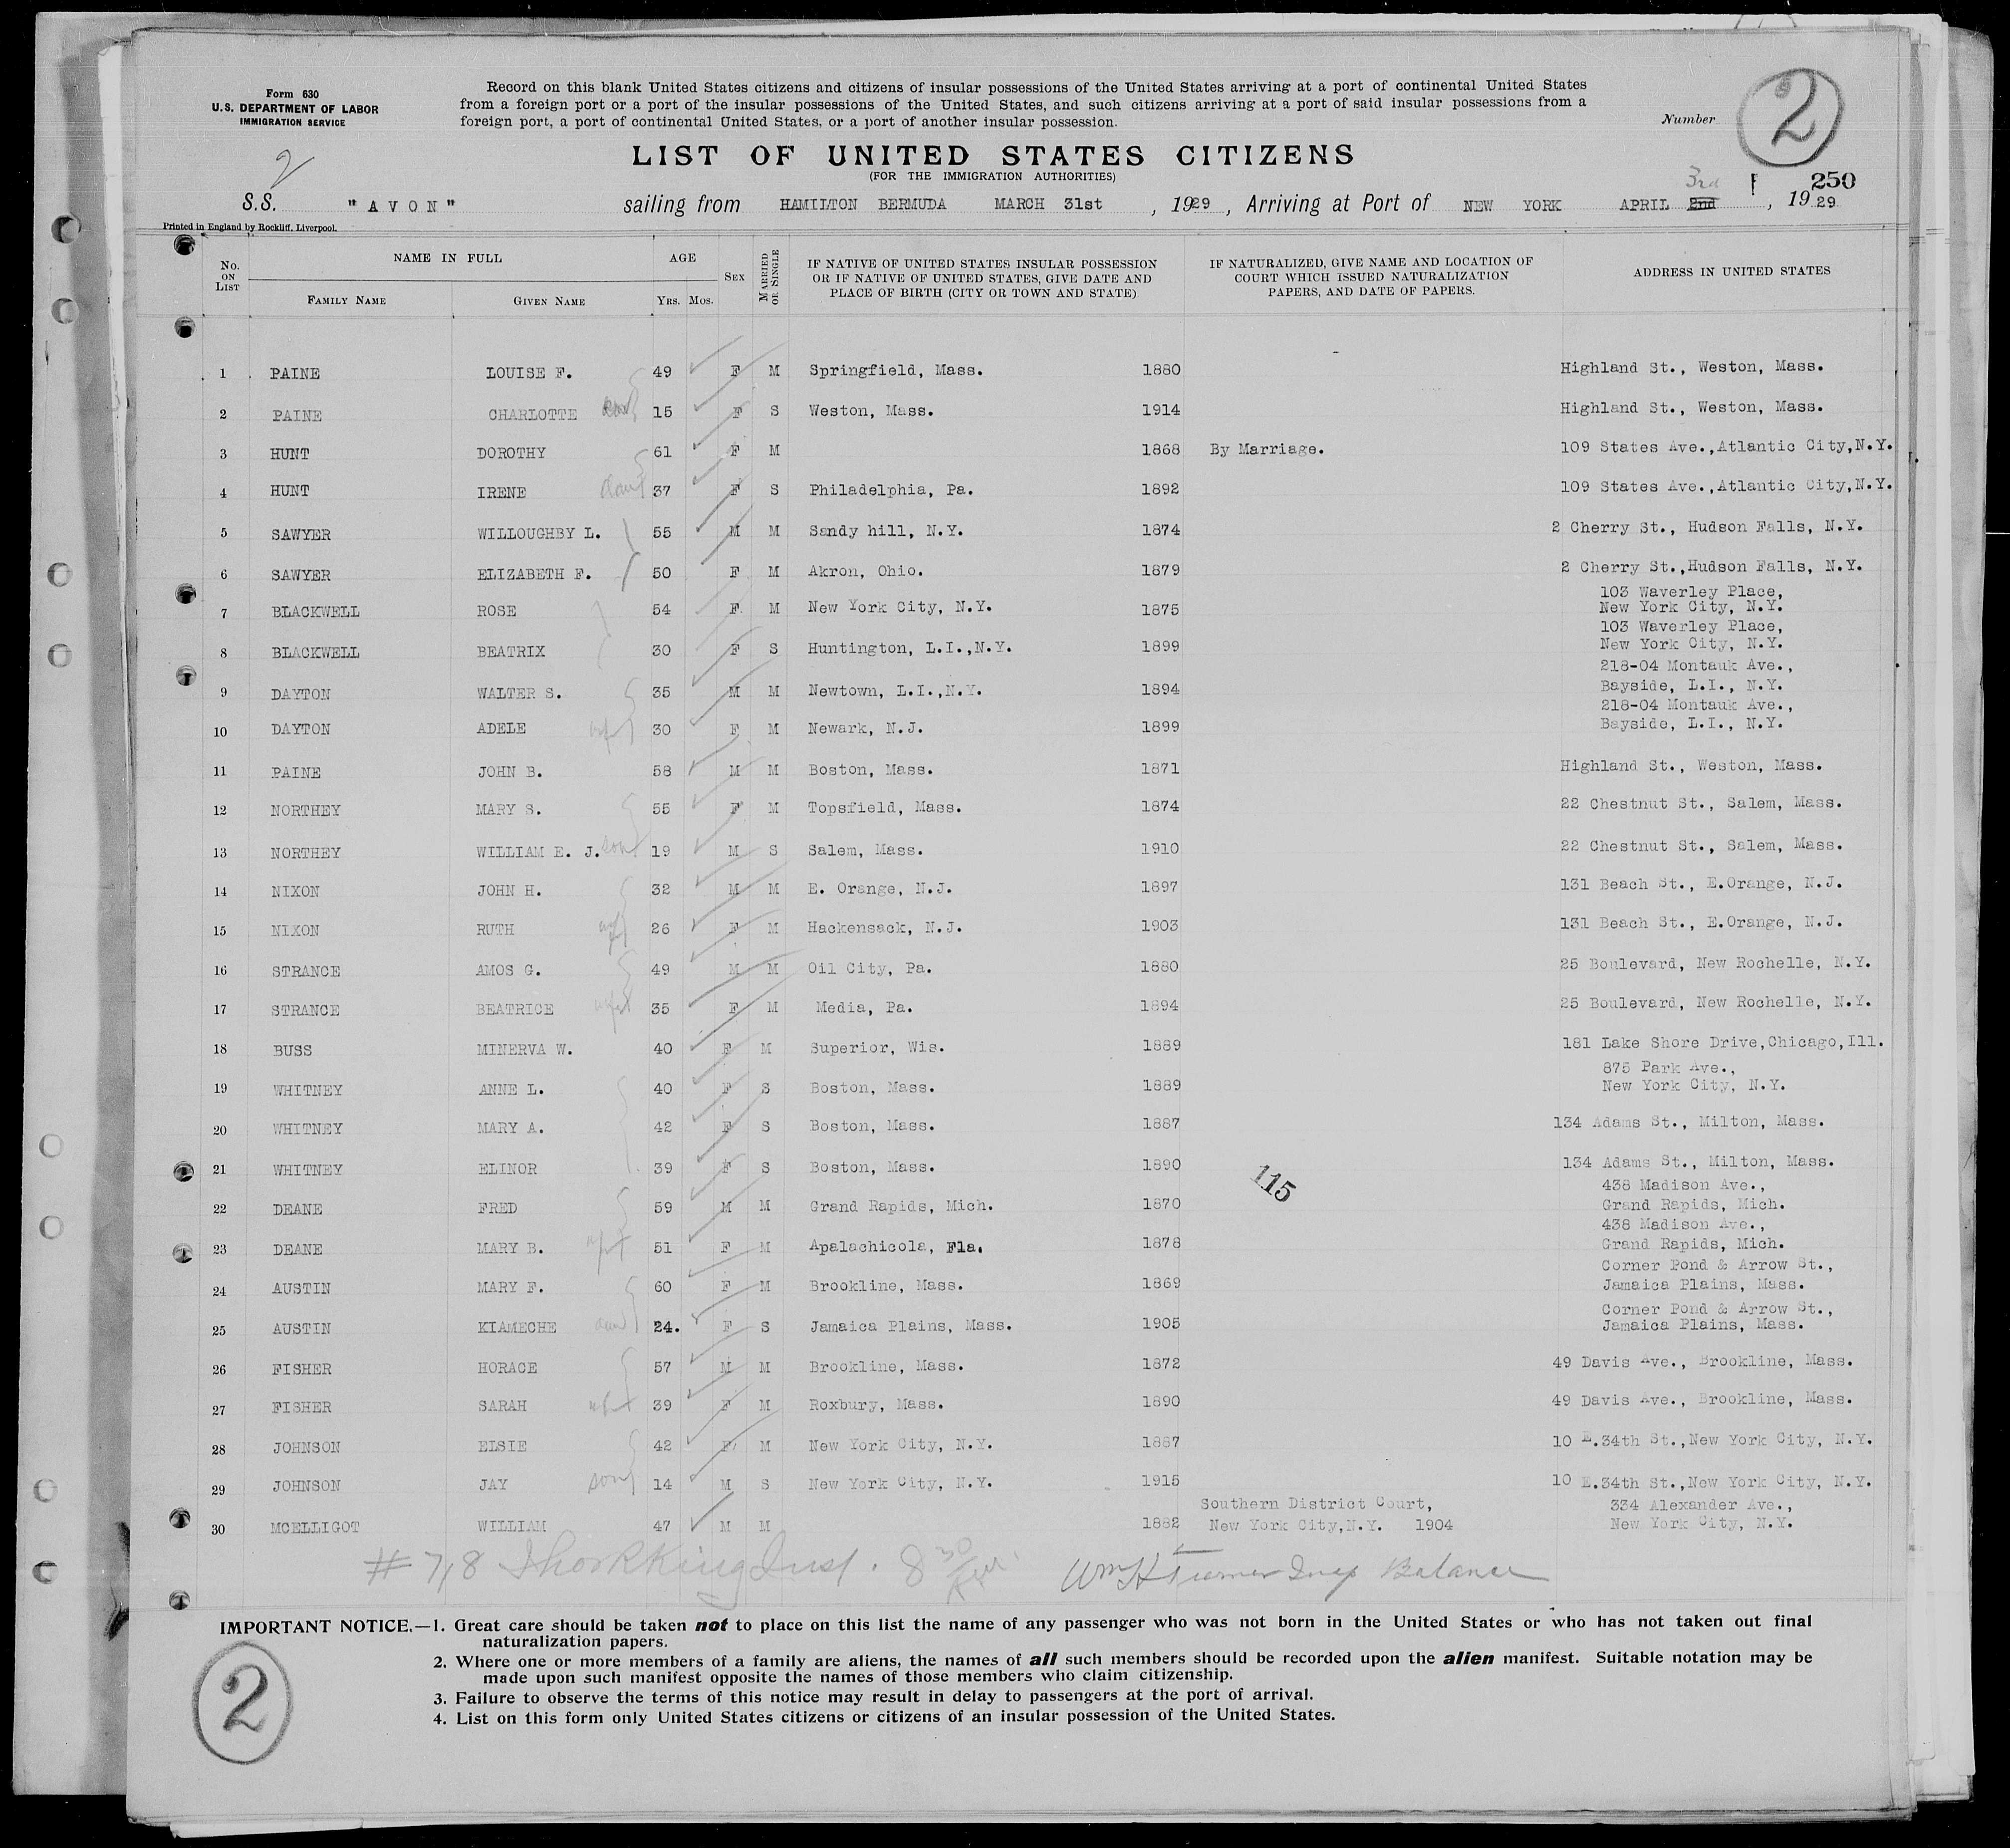 Form 630
U.S. DEPARTMENT OF LABOR
IMMIGRATION SERVICE
Record on this blank United States citizens and citizens of insular possessions of the United States arriving at a port of continental United States
from a foreign port or a port of the insular possessions of the United States, and such citizens arriving at a port of said insular possessions from a
foreign port, a port of continental United States, or a port of another insular possession.
Number 2
LIST OF UNITED STATES CITIZENS
(FOR THE IMMIGRATION AUTHORITIES)
2
3rd 250
S.S. "AVON" sailing from HAMILTON BERMUDA MARCH 31st, 1929, Arriving at Port of NEW YORK APRIL 2nd, 1929
Printed in England by Rockliff, Liverpool.
No. ON LIST NAME IN FULL FAMILY NAME GIVEN NAME AGE YRS. MOS. SEX MARRIED OR SINGLE IF NATIVE OF UNITED STATES INSULAR POSSESSION OR IF NATIVE OF UNITED STATES, GIVE DATE AND PLACE OF BIRTH (CITY OR TOWN AND STATE) IF NATURALIZED, GIVE NAME AND LOCATION OF COURT WHICH ISSUED NATURALIZATION PAPERS, AND DATE OF PAPERS. ADDRESS IN UNITED STATES
1 PAINE LOUISE F. 49 F M Springfield, Mass. 1880 Highland St., Weston, Mass.
2 PAINE CHARLOTTE dau 15 F S Weston, Mass. 1914 Highland St., Weston, Mass.
3 HUNT DOROTHY 61 F M 1868 By Marriage. 109 States Ave.,Atlantic City,N.Y.
4 HUNT IRENE dau 37 F S Philadelphia, Pa. 1892 109 States Ave.,Atlantic City,N.Y.
5 SAWYER WILLOUGHBY L. 55 M M Sandy hill, N.Y. 1874 2 Cherry St., Hudson Falls, N.Y.
6 SAWYER ELIZABETH F. 50 F M Akron, Ohio. 1879 2 Cherry St.,Hudson Falls, N.Y.
7 BLACKWELL ROSE 54 F M New York City, N.Y. 1875 103 Waverley Place, New York City, N.Y.
8 BLACKWELL BEATRIX 30 F S Huntington, L.I.,N.Y. 1899 103 Waverley Place, New York City, N.Y.
9 DAYTON WALTER S. 35 M M Newtown, L.I.,N.Y. 1894 218-04 Montauk Ave., Bayside, L.I., N.Y.
10 DAYTON ADELE wf 30 F M Newark, N.J. 1899 218-04 Montauk Ave., Bayside, L.I., N.Y.
11 PAINE JOHN B. 58 M M Boston, Mass. 1871 Highland St., Weston, Mass.
12 NORTHEY MARY S. 55 F M Topsfield, Mass. 1874 22 Chestnut St., Salem, Mass.
13 NORTHEY WILLIAM E. J. son 19 M S Salem, Mass. 1910 22 Chestnut St., Salem, Mass.
14 NIXON JOHN H. 32 M M E. Orange, N.J. 1897 131 Beach St., E.Orange, N.J.
15 NIXON RUTH wf 26 F M Hackensack, N.J. 1903 131 Beach St., E.Orange, N.J.
16 STRANCE AMOS G. 49 M M Oil City, Pa. 1880 25 Boulevard, New Rochelle, N.Y.
17 STRANCE BEATRICE wife 35 F M Media, Pa. 1894 25 Boulevard, New Rochelle, N.Y.
18 BUSS MINERVA W. 40 F M Superior, Wis. 1889 181 Lake Shore Drive,Chicago,Ill.
19 WHITNEY ANNE L. 40 F S Boston, Mass. 1889 875 Park Ave., New York City, N.Y.
20 WHITNEY MARY A. 42 F S Boston, Mass. 1887 134 Adams St., Milton, Mass.
21 WHITNEY ELINOR 39 F S Boston, Mass. 1890 134 Adams St., Milton, Mass.
115
22 DEANE FRED 59 M M Grand Rapids, Mich. 1870 438 Madison Ave., Grand Rapids, Mich.
23 DEANE MARY B. wf 51 F M Apalachicola, Fla. 1878 438 Madison Ave., Grand Rapids, Mich.
24 AUSTIN MARY F. 60 F M Brookline, Mass. 1869 Corner Pond & Arrow St., Jamaica Plains, Mass.
25 AUSTIN KIAMECHE dau 24. F S Jamaica Plains, Mass. 1905 Corner Pond & Arrow St., Jamaica Plains, Mass.
26 FISHER HORACE 57 M M Brookline, Mass. 1872 49 Davis Ave., Brookline, Mass.
27 FISHER SARAH wf 39 F M Roxbury, Mass. 1890 49 Davis Ave., Brookline, Mass.
28 JOHNSON ELSIE 42 F M New York City, N.Y. 1887 10 E.34th St.,New York City, N.Y.
29 JOHNSON JAY son 14 M S New York City, N.Y. 1915 10 E.34th St.,New York City, N.Y.
30 MCELLIGOT WILLIAM 47 M M 1882 Southern District Court, New York City,N.Y. 1904 334 Alexander Ave., New York City, N.Y.
# 7,8 Insp. 8 30 Wm H Turner Insp Balance
IMPORTANT NOTICE.—1. Great care should be taken not to place on this list the name of any passenger who was not born in the United States or who has not taken out final
naturalization papers.
2. Where one or more members of a family are aliens, the names of all such members should be recorded upon the alien manifest. Suitable notation may be
made upon such manifest opposite the names of those members who claim citizenship.
3. Failure to observe the terms of this notice may result in delay to passengers at the port of arrival.
4. List on this form only United States citizens or citizens of an insular possession of the United States.
2